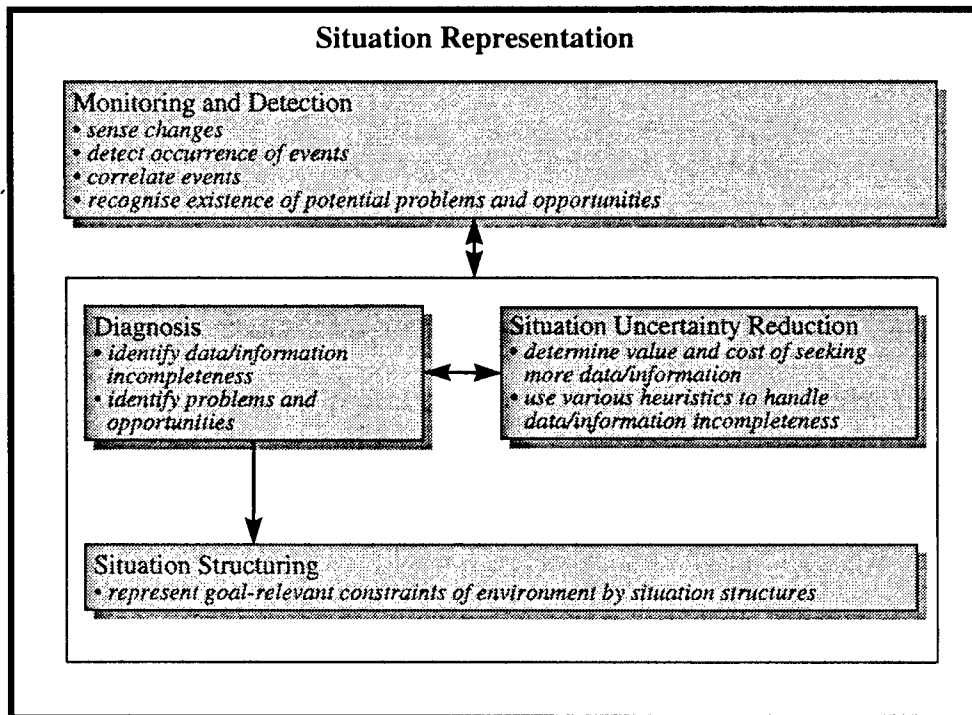 Situation Representation
Monitoring and Detection
• sense changes
• detect occurrence of events
• correlate events
• recognise existence of potential problems and opportunities
Diagnosis
• identify data/information
incompleteness
• identify problems and
opportunities
Situation Uncertainty Reduction
• determine value and cost of seeking
more data/information
• use various heuristics to handle
data/information incompleteness
Situation Structuring
• represent goal-relevant constraints of environment by situation structures